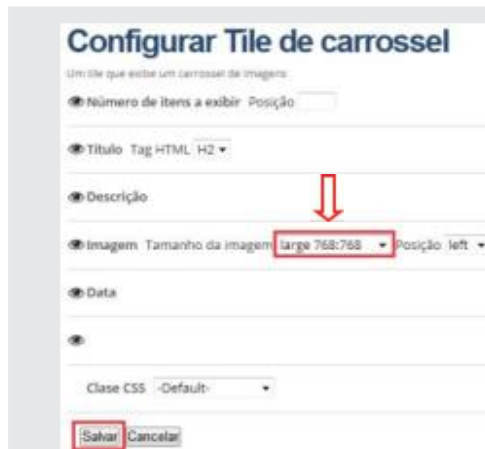 Configurar Tile de carrossel
Um tile que exibe um carrossel de imagens
Número de itens a exibir Posição
Título Tag HTML H2
Descrição
Imagem Tamanho da imagem large 768:768 Posição left
Data
Clase CSS -Default-
Salvar Cancelar